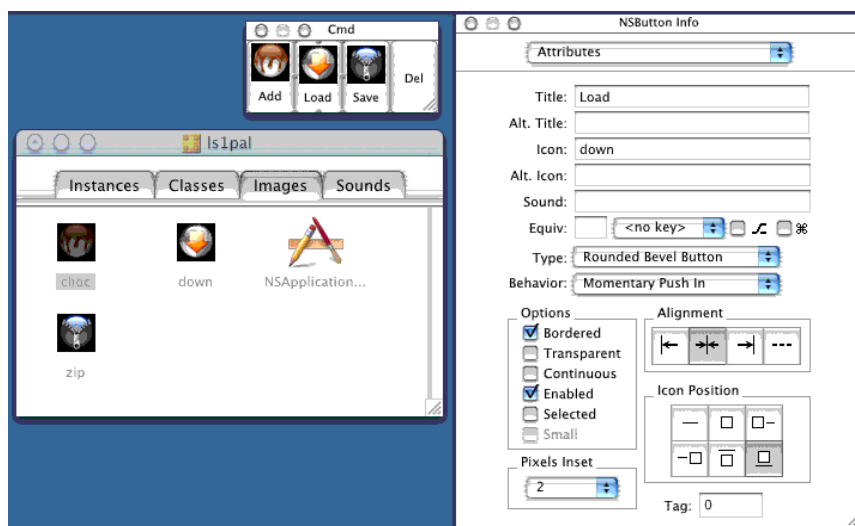 Cmd
Add Load Save Del
ls1pal
Instances Classes Images Sounds
choc down NSApplication...
zip
NSButton Info
Attributes
Title: Load
Alt. Title:
Icon: down
Alt. Icon:
Sound:
Equiv: <no key> ⌥ ⌘
Type: Rounded Bevel Button
Behavior: Momentary Push In
Options
Bordered
Transparent
Continuous
Enabled
Selected
Small
Pixels Inset
2
Alignment
Icon Position
Tag: 0